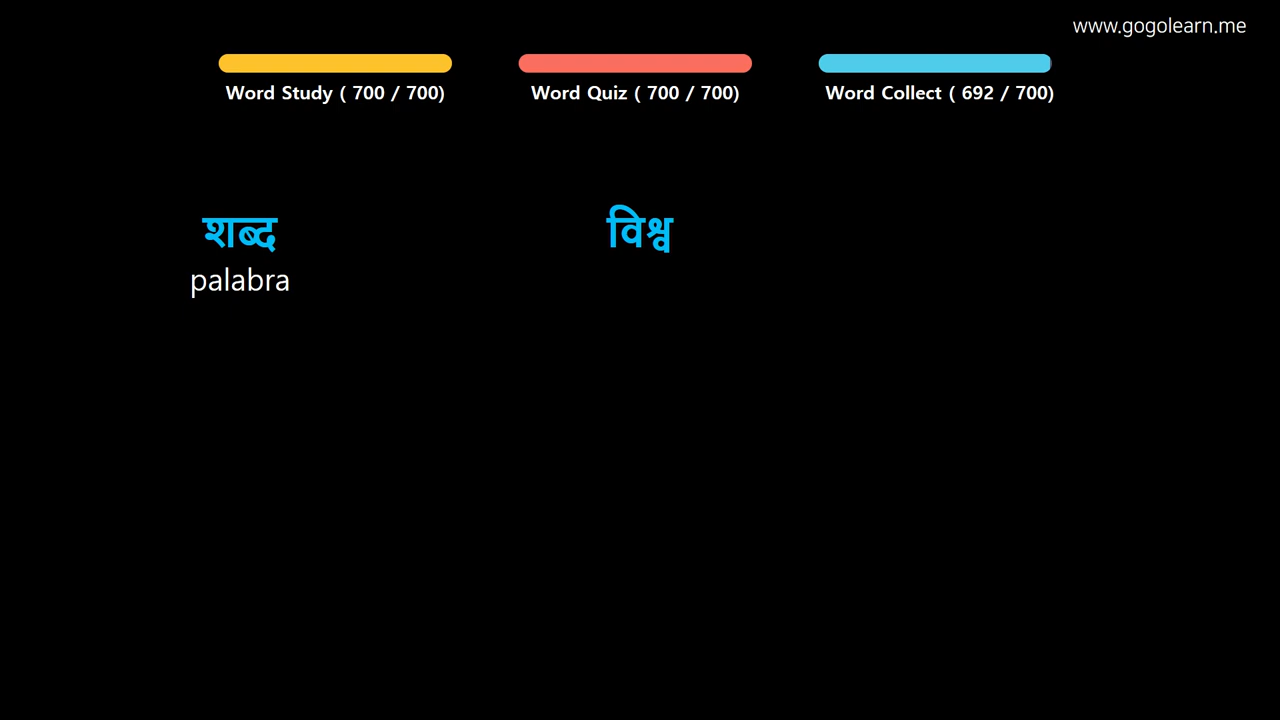 www.gogolearn.me
Word Study ( 700 / 700)
Word Quiz ( 700 / 700)
Word Collect ( 692 / 700)
शब्द
palabra
विश्व